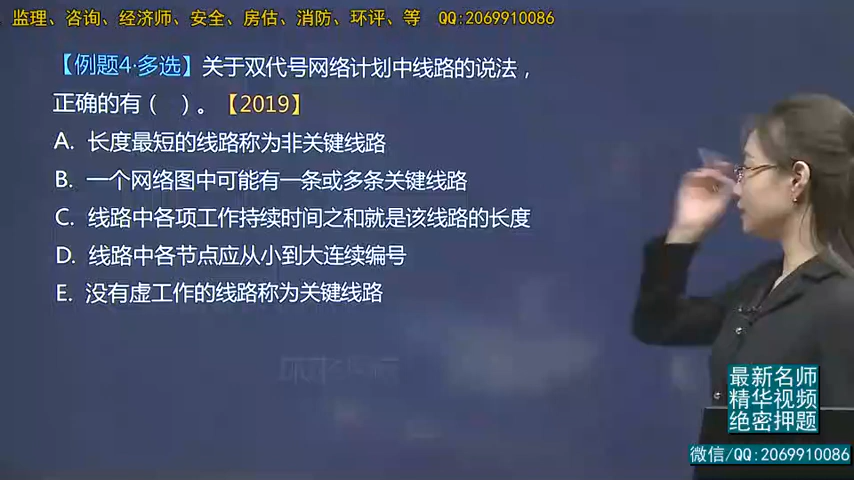 监理、咨询、经济师、安全、房估、消防、环评、等 QQ:2069910086
【例题4·多选】关于双代号网络计划中线路的说法，
正确的有（ ）。【2019】
A. 长度最短的线路称为非关键线路
B. 一个网络图中可能有一条或多条关键线路
C. 线路中各项工作持续时间之和就是该线路的长度
D. 线路中各节点应从小到大连续编号
E. 没有虚工作的线路称为关键线路
最新名师
精华视频
绝密押题
微信/QQ:2069910086